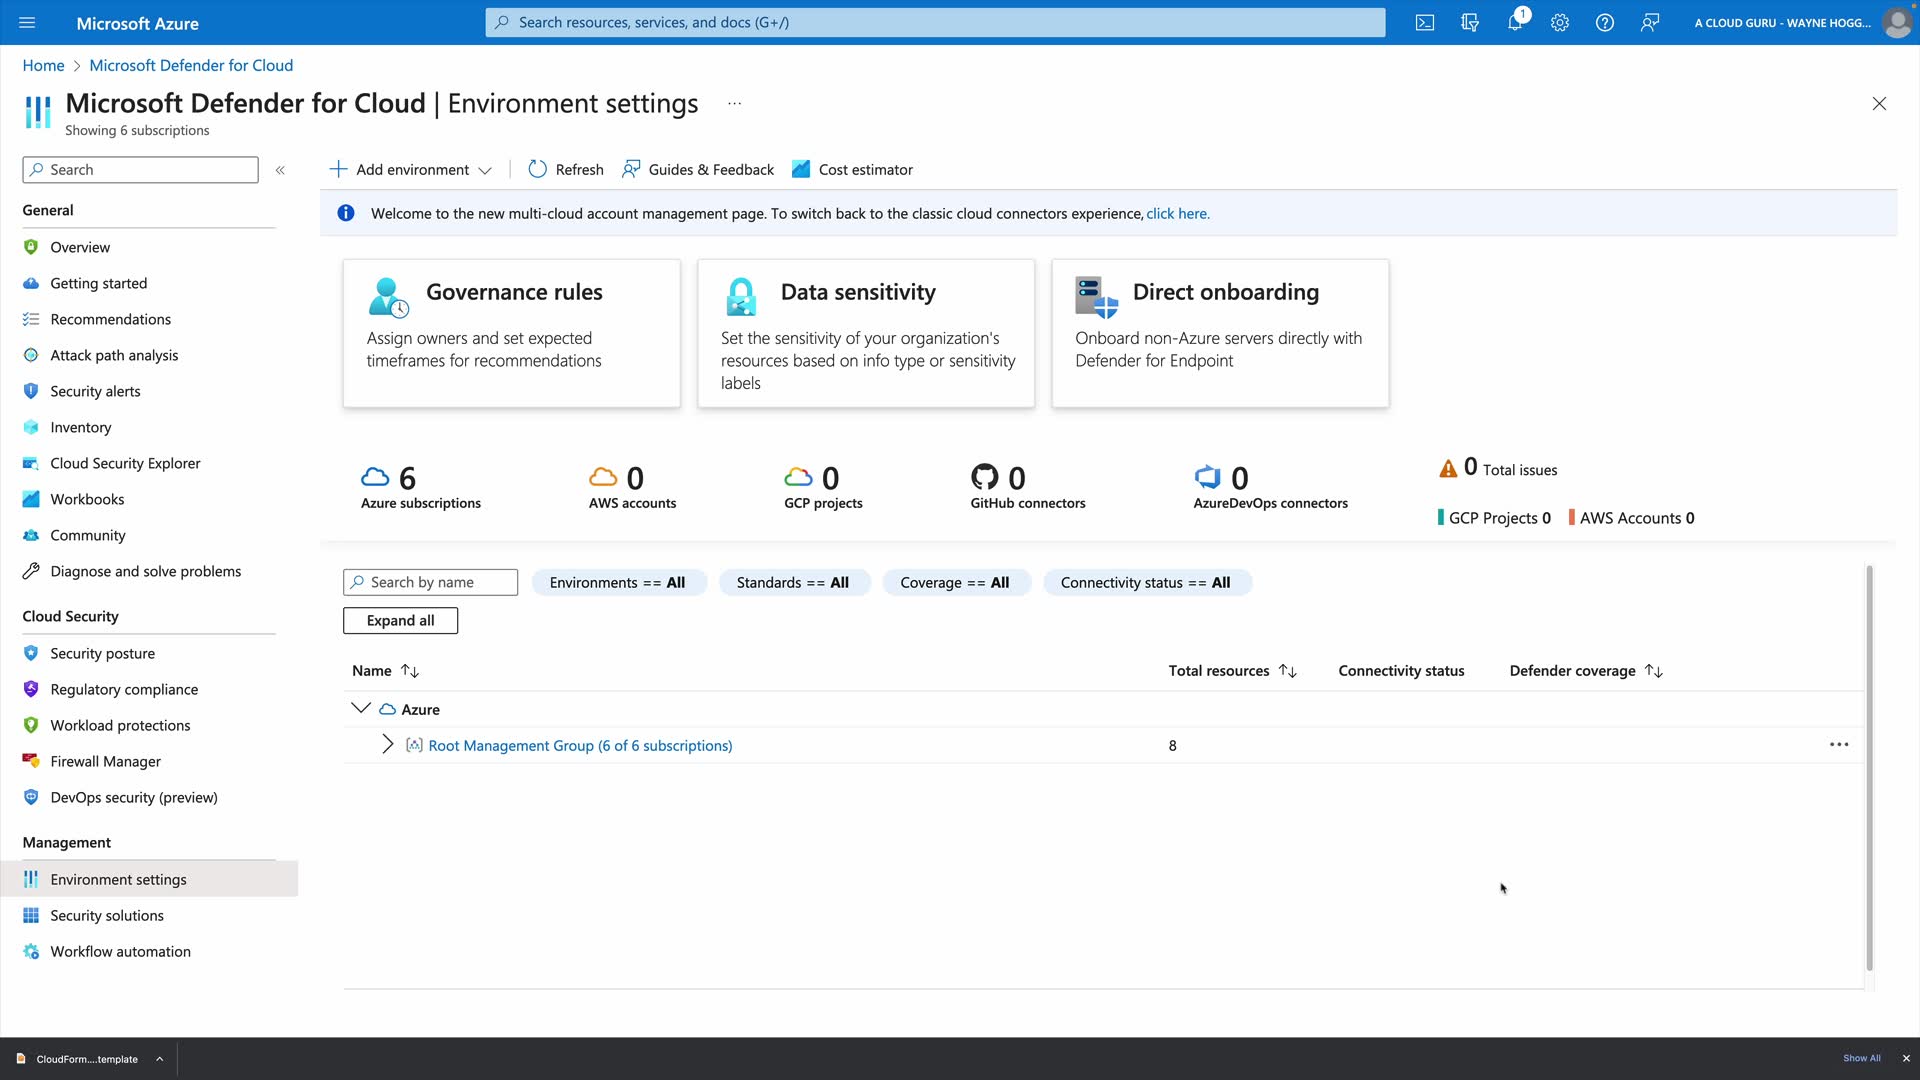 Microsoft Azure
Search resources, services, and docs (G+/)
1
A CLOUD GURU - WAYNE HOGG...
Home > Microsoft Defender for Cloud
Microsoft Defender for Cloud | Environment settings ...
Showing 6 subscriptions
Search
«
General
Overview
Getting started
Recommendations
Attack path analysis
Security alerts
Inventory
Cloud Security Explorer
Workbooks
Community
Diagnose and solve problems
Cloud Security
Security posture
Regulatory compliance
Workload protections
Firewall Manager
DevOps security (preview)
Management
Environment settings
Security solutions
Workflow automation
Add environment
Refresh
Guides & Feedback
Cost estimator
Welcome to the new multi-cloud account management page. To switch back to the classic cloud connectors experience, click here.
Governance rules
Assign owners and set expected
timeframes for recommendations
Data sensitivity
Set the sensitivity of your organization's
resources based on info type or sensitivity
labels
Direct onboarding
Onboard non-Azure servers directly with
Defender for Endpoint
6
Azure subscriptions
0
AWS accounts
0
GCP projects
0
GitHub connectors
0
AzureDevOps connectors
0 Total issues
GCP Projects 0
AWS Accounts 0
Search by name
Environments == All
Standards == All
Coverage == All
Connectivity status == All
Expand all
Name
Total resources
Connectivity status
Defender coverage
Azure
Root Management Group (6 of 6 subscriptions)
8
CloudForm....template
Show All